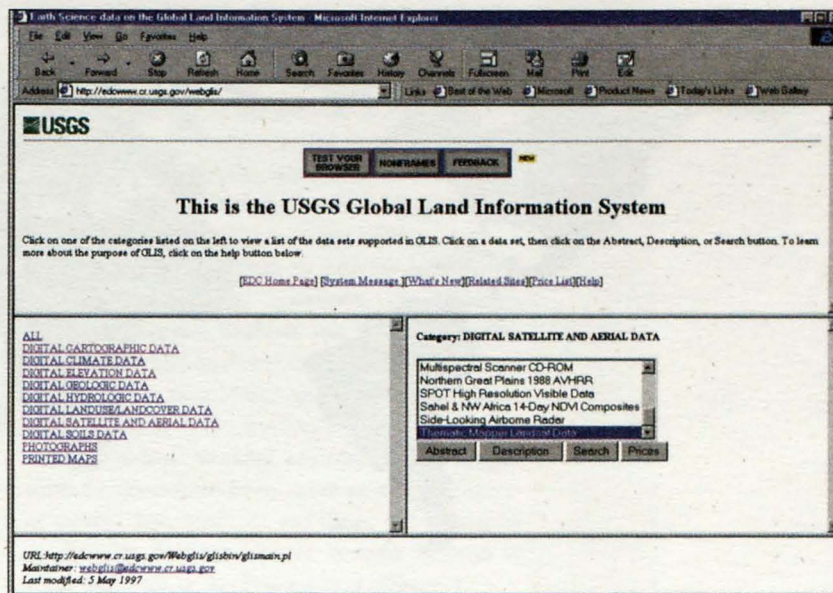 Earth Science data on the Global Land Information System - Microsoft Internet Explorer
File Edit View Go Favorites Help
Back Forward Stop Refresh Home Search Favorites History Channels Fullscreen Mail Print Edit
Address http://edcwww.cr.usgs.gov/webglis/ Links Best of the Web Microsoft Product News Today's Links Web Gallery
USGS
TEST YOUR BROWSER NONFRAMES FEEDBACK NEW
This is the USGS Global Land Information System
Click on one of the categories listed on the left to view a list of the data sets supported in GLIS. Click on a data set, then click on the Abstract, Description, or Search button. To learn
more about the purpose of GLIS, click on the help button below.
[EDC Home Page] [System Message ][What's New][Related Sites][Price List][Help]
ALL
DIGITAL CARTOGRAPHIC DATA
DIGITAL CLIMATE DATA
DIGITAL ELEVATION DATA
DIGITAL GEOLOGIC DATA
DIGITAL HYDROLOGIC DATA
DIGITAL LANDUSE/LANDCOVER DATA
DIGITAL SATELLITE AND AERIAL DATA
DIGITAL SOILS DATA
PHOTOGRAPHS
PRINTED MAPS
Category: DIGITAL SATELLITE AND AERIAL DATA
Multispectral Scanner CD-ROM
Northern Great Plains 1988 AVHRR
SPOT High Resolution Visible Data
Sahel & NW Africa 14-Day NDVI Composites
Side-Looking Airborne Radar
Thematic Mapper Landsat Data
Abstract Description Search Prices
URL:http://edcwww.cr.usgs.gov/Webglis/glisbin/glismain.pl
Maintainer: webglis@edcwww.cr.usgs.gov
Last modified: 5 May 1997